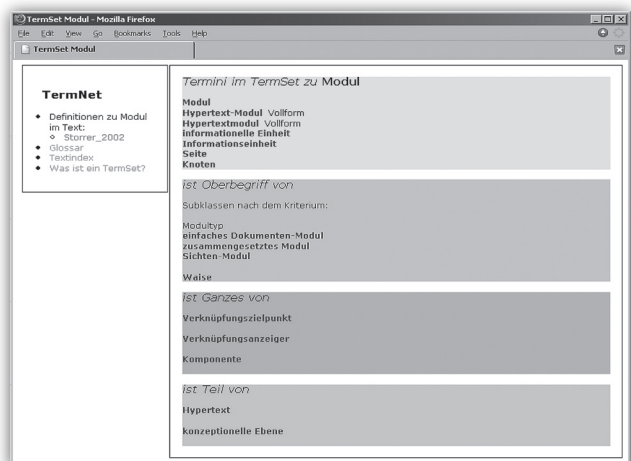 TermSet Modul - Mozilla Firefox
File Edit View Go Bookmarks Tools Help
TermSet Modul
TermNet
Definitionen zu Modul
im Text:
Storrer_2002
Glossar
Textindex
Was ist ein TermSet?
Termini im TermSet zu Modul
Modul
Hypertext-Modul Vollform
Hypertextmodul Vollform
informationelle Einheit
Informationseinheit
Seite
Knoten
ist Oberbegriff von
Subklassen nach dem Kriterium:
Modultyp
einfaches Dokumenten-Modul
zusammengesetztes Modul
Sichten-Modul
Waise
ist Ganzes von
Verknüpfungszielpunkt
Verknüpfungsanzeiger
Komponente
ist Teil von
Hypertext
konzeptionelle Ebene